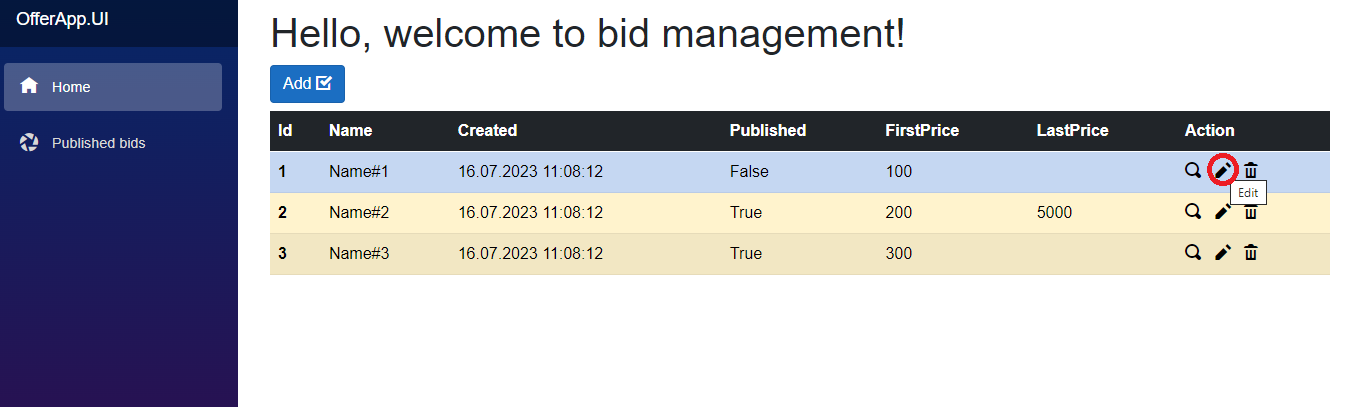 OfferApp.UI
Home
Published bids
Hello, welcome to bid management!
Add
Id Name Created Published FirstPrice LastPrice Action
1 Name#1 16.07.2023 11:08:12 False 100
Edit
2 Name#2 16.07.2023 11:08:12 True 200 5000
3 Name#3 16.07.2023 11:08:12 True 300